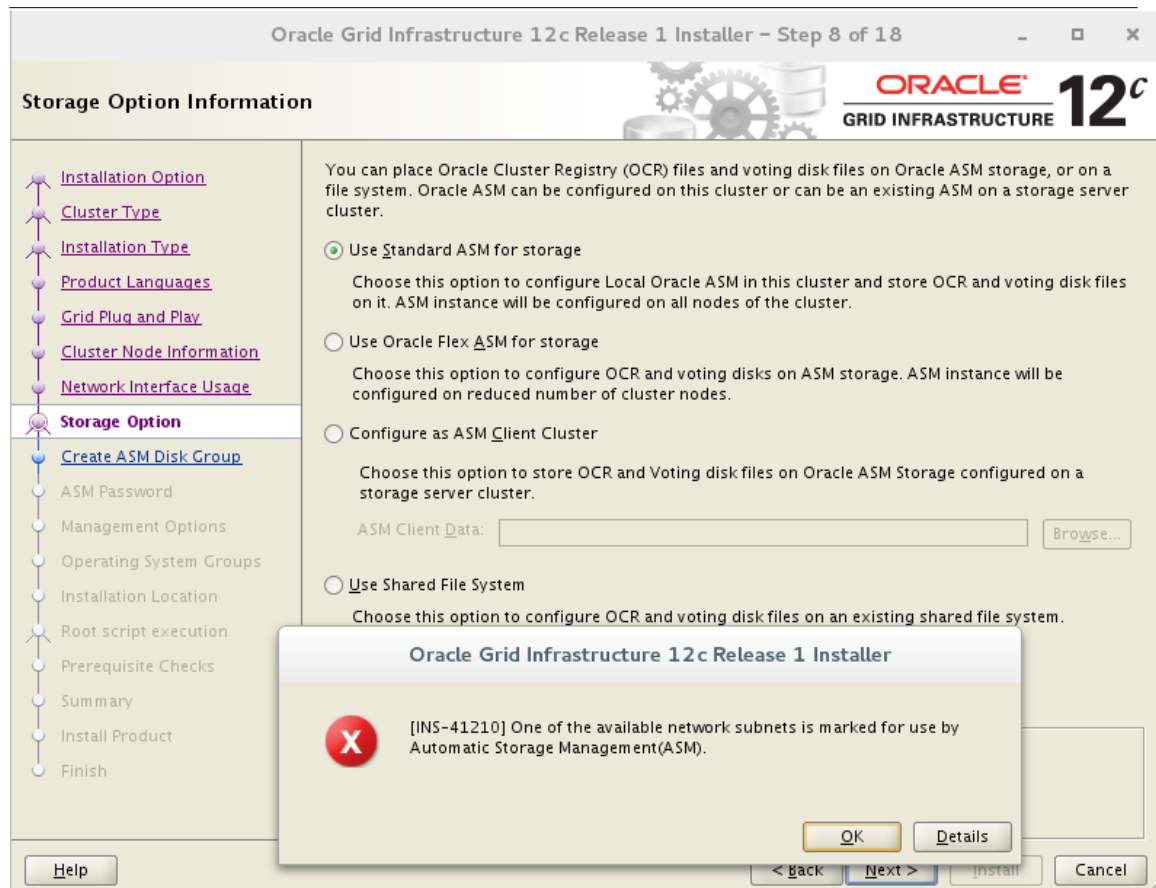 Oracle Grid Infrastructure 12c Release 1 Installer – Step 8 of 18
Storage Option Information
ORACLE
GRID INFRASTRUCTURE
12c
Installation Option
Cluster Type
Installation Type
Product Languages
Grid Plug and Play
Cluster Node Information
Network Interface Usage
Storage Option
Create ASM Disk Group
ASM Password
Management Options
Operating System Groups
Installation Location
Root script execution
Prerequisite Checks
Summary
Install Product
Finish
You can place Oracle Cluster Registry (OCR) files and voting disk files on Oracle ASM storage, or on a
file system. Oracle ASM can be configured on this cluster or can be an existing ASM on a storage server
cluster.
Use Standard ASM for storage
Choose this option to configure Local Oracle ASM in this cluster and store OCR and voting disk files
on it. ASM instance will be configured on all nodes of the cluster.
Use Oracle Flex ASM for storage
Choose this option to configure OCR and voting disks on ASM storage. ASM instance will be
configured on reduced number of cluster nodes.
Configure as ASM Client Cluster
Choose this option to store OCR and Voting disk files on Oracle ASM Storage configured on a
storage server cluster.
ASM Client Data:
Browse...
Use Shared File System
Choose this option to configure OCR and voting disk files on an existing shared file system.
Oracle Grid Infrastructure 12c Release 1 Installer
[INS-41210] One of the available network subnets is marked for use by
Automatic Storage Management(ASM).
OK
Details
Help
< Back
Next >
Install
Cancel